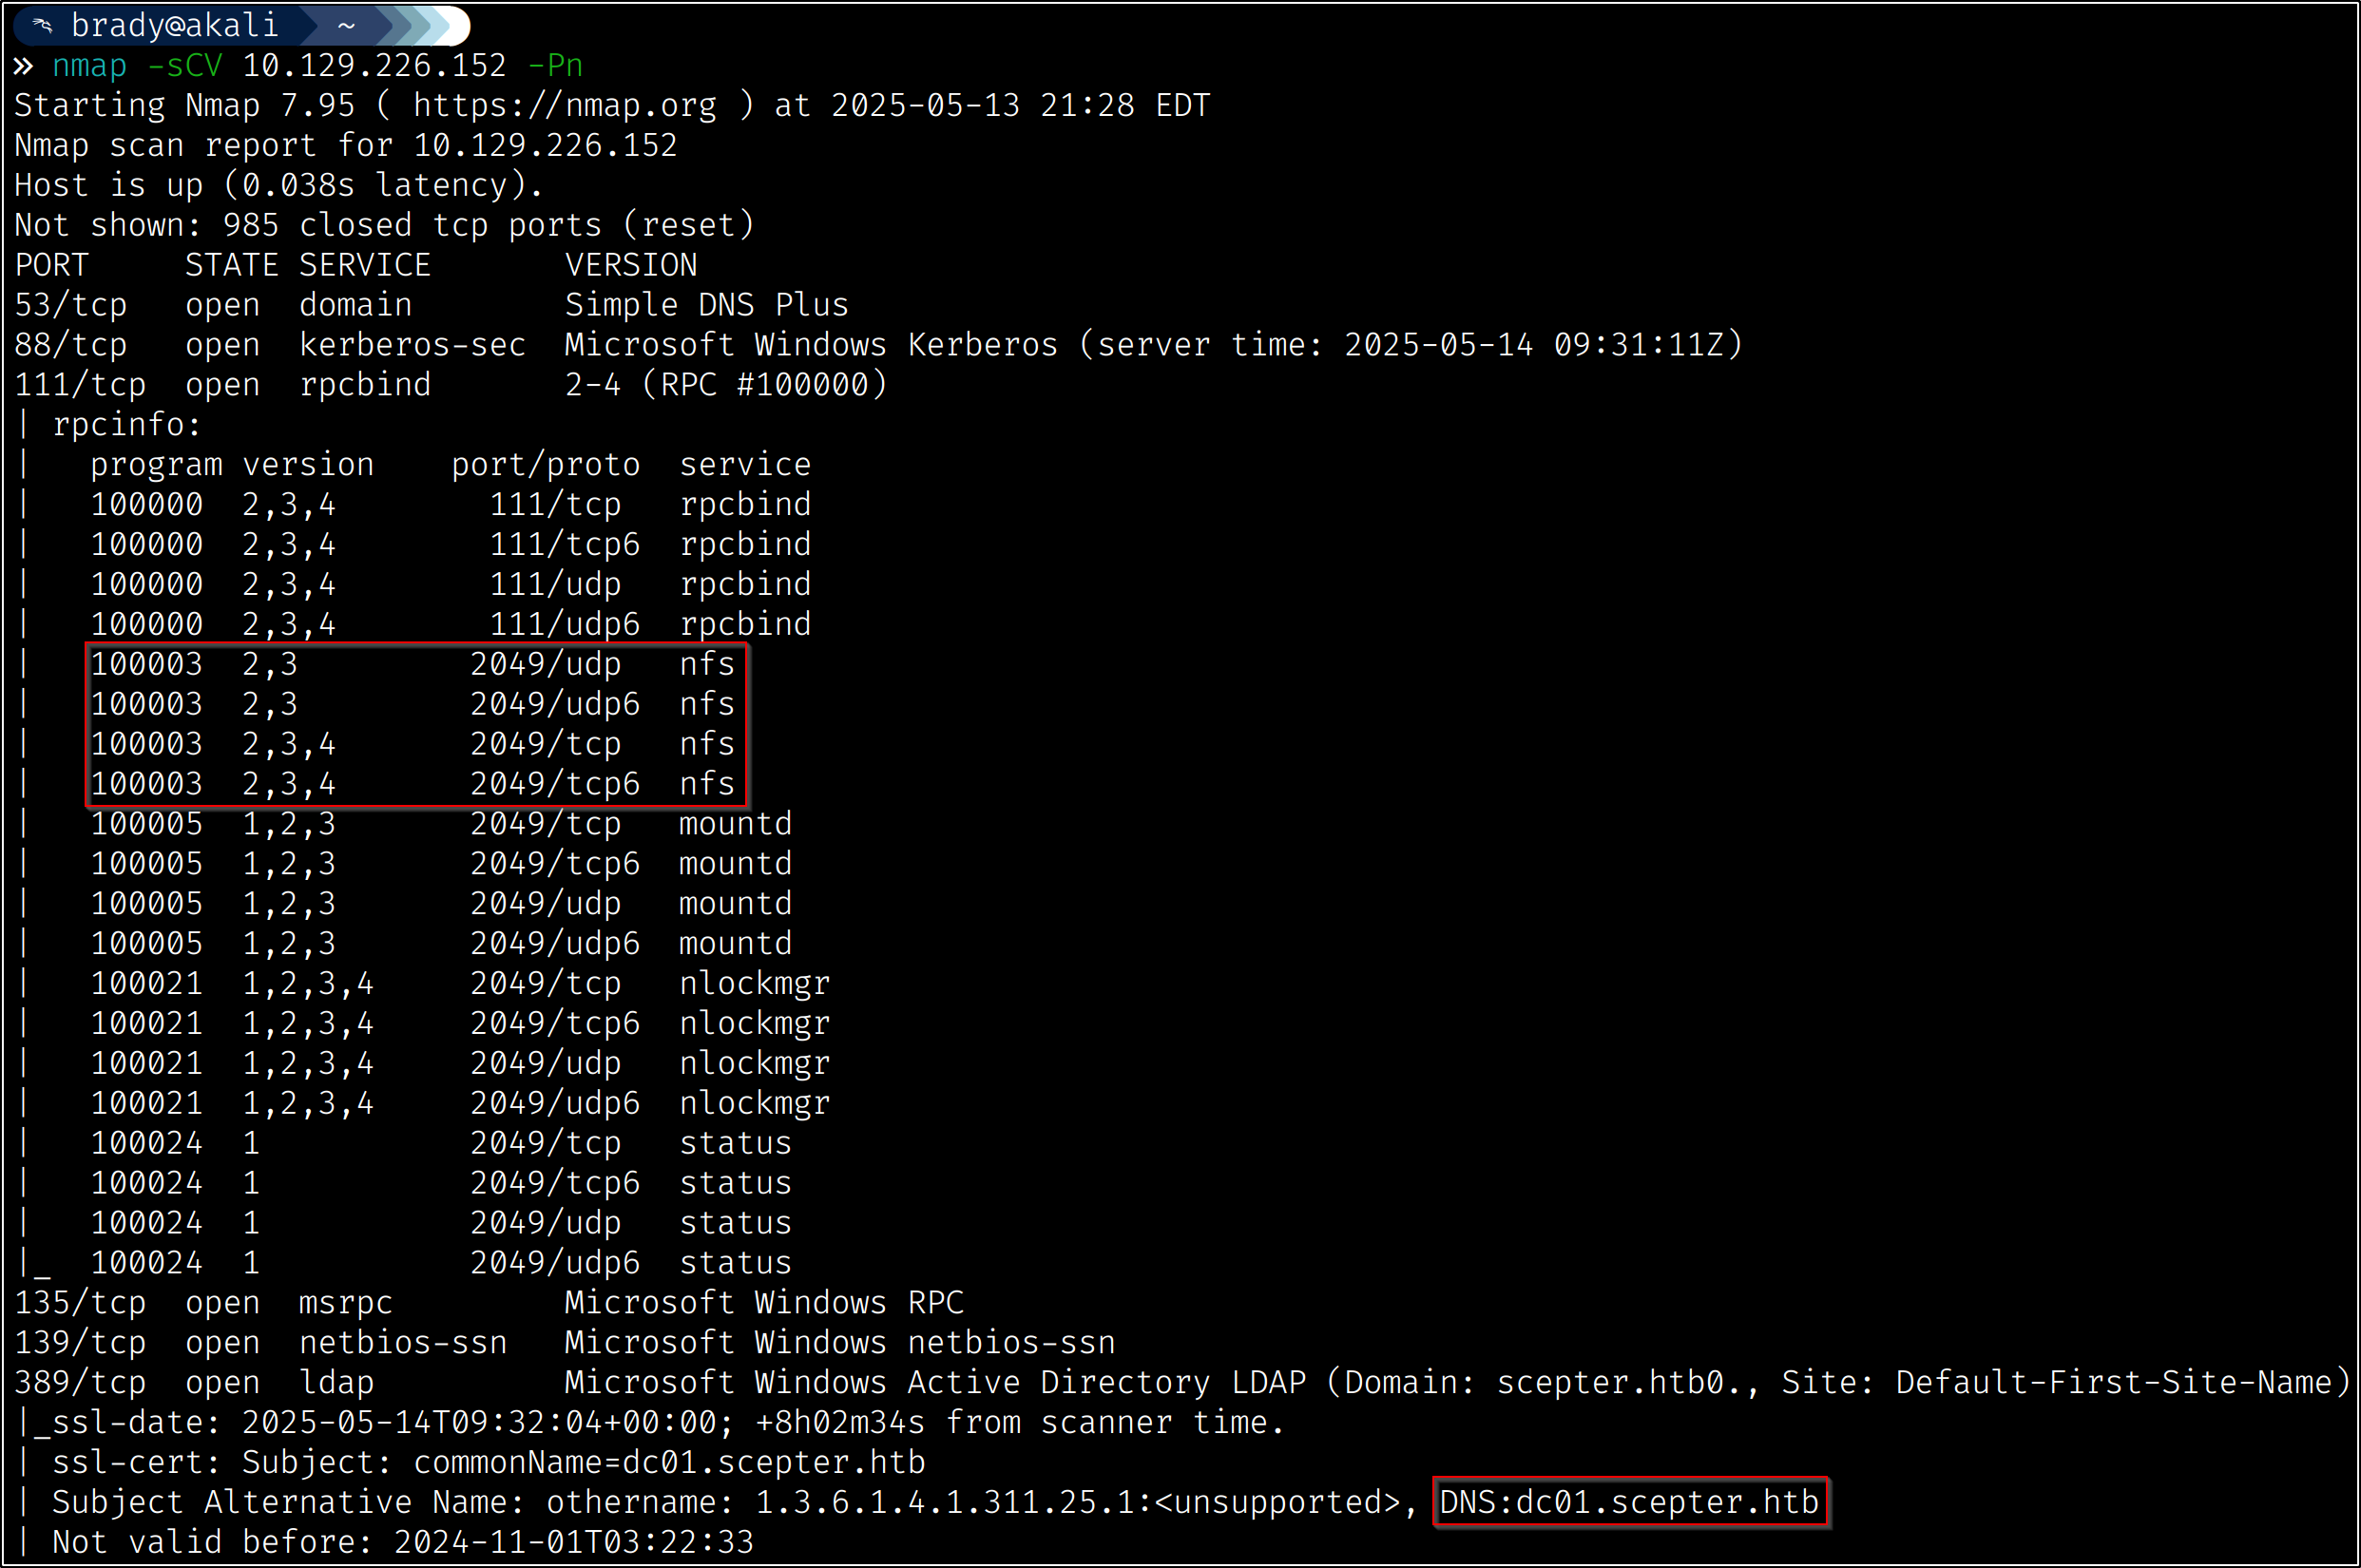 brady@akali ~
» nmap -sCV 10.129.226.152 -Pn
Starting Nmap 7.95 ( https://nmap.org ) at 2025-05-13 21:28 EDT
Nmap scan report for 10.129.226.152
Host is up (0.038s latency).
Not shown: 985 closed tcp ports (reset)
PORT     STATE SERVICE       VERSION
53/tcp   open  domain        Simple DNS Plus
88/tcp   open  kerberos-sec  Microsoft Windows Kerberos (server time: 2025-05-14 09:31:11Z)
111/tcp  open  rpcbind       2-4 (RPC #100000)
| rpcinfo:
|   program version    port/proto  service
|   100000  2,3,4        111/tcp   rpcbind
|   100000  2,3,4        111/tcp6  rpcbind
|   100000  2,3,4        111/udp   rpcbind
|   100000  2,3,4        111/udp6  rpcbind
|   100003  2,3         2049/udp   nfs
|   100003  2,3         2049/udp6  nfs
|   100003  2,3,4       2049/tcp   nfs
|   100003  2,3,4       2049/tcp6  nfs
|   100005  1,2,3       2049/tcp   mountd
|   100005  1,2,3       2049/tcp6  mountd
|   100005  1,2,3       2049/udp   mountd
|   100005  1,2,3       2049/udp6  mountd
|   100021  1,2,3,4     2049/tcp   nlockmgr
|   100021  1,2,3,4     2049/tcp6  nlockmgr
|   100021  1,2,3,4     2049/udp   nlockmgr
|   100021  1,2,3,4     2049/udp6  nlockmgr
|   100024  1           2049/tcp   status
|   100024  1           2049/tcp6  status
|   100024  1           2049/udp   status
|_  100024  1           2049/udp6  status
135/tcp  open  msrpc         Microsoft Windows RPC
139/tcp  open  netbios-ssn   Microsoft Windows netbios-ssn
389/tcp  open  ldap          Microsoft Windows Active Directory LDAP (Domain: scepter.htb0., Site: Default-First-Site-Name)
|_ssl-date: 2025-05-14T09:32:04+00:00; +8h02m34s from scanner time.
| ssl-cert: Subject: commonName=dc01.scepter.htb
| Subject Alternative Name: othername: 1.3.6.1.4.1.311.25.1:<unsupported>, DNS:dc01.scepter.htb
| Not valid before: 2024-11-01T03:22:33